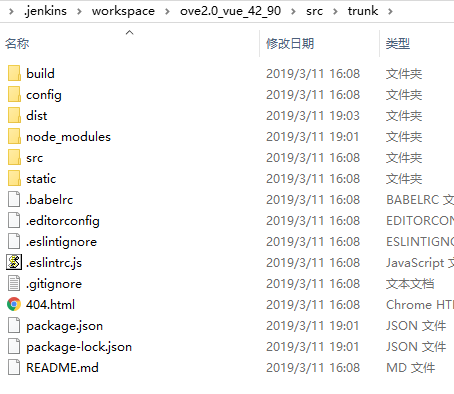 .jenkins > workspace > ove2.0_vue_42_90 > src > trunk >
名称 修改日期 类型
build 2019/3/11 16:08 文件夹
config 2019/3/11 16:08 文件夹
dist 2019/3/11 19:03 文件夹
node_modules 2019/3/11 19:01 文件夹
src 2019/3/11 16:08 文件夹
static 2019/3/11 16:08 文件夹
.babelrc 2019/3/11 16:08 BABELRC 文
.editorconfig 2019/3/11 16:08 EDITORCON
.eslintignore 2019/3/11 16:08 ESLINTIGN
.eslintrc.js 2019/3/11 16:08 JavaScript 文
.gitignore 2019/3/11 16:08 文本文档
404.html 2019/3/11 16:08 Chrome HT
package.json 2019/3/11 19:01 JSON 文件
package-lock.json 2019/3/11 19:01 JSON 文件
README.md 2019/3/11 16:08 MD 文件